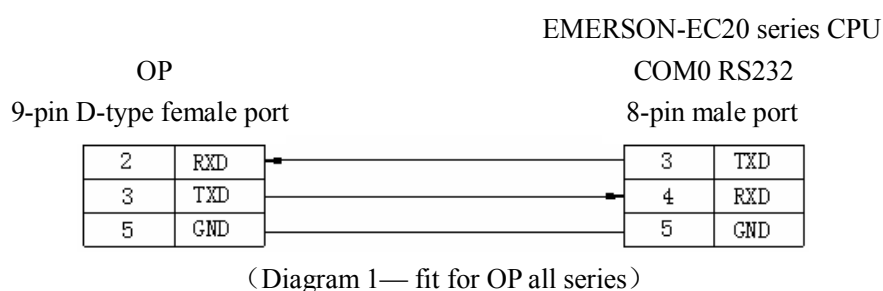 EMERSON-EC20 series CPU
OP COM0 RS232
9-pin D-type female port 8-pin male port
2 RXD 3 TXD
3 TXD 4 RXD
5 GND 5 GND
（Diagram 1— fit for OP all series）